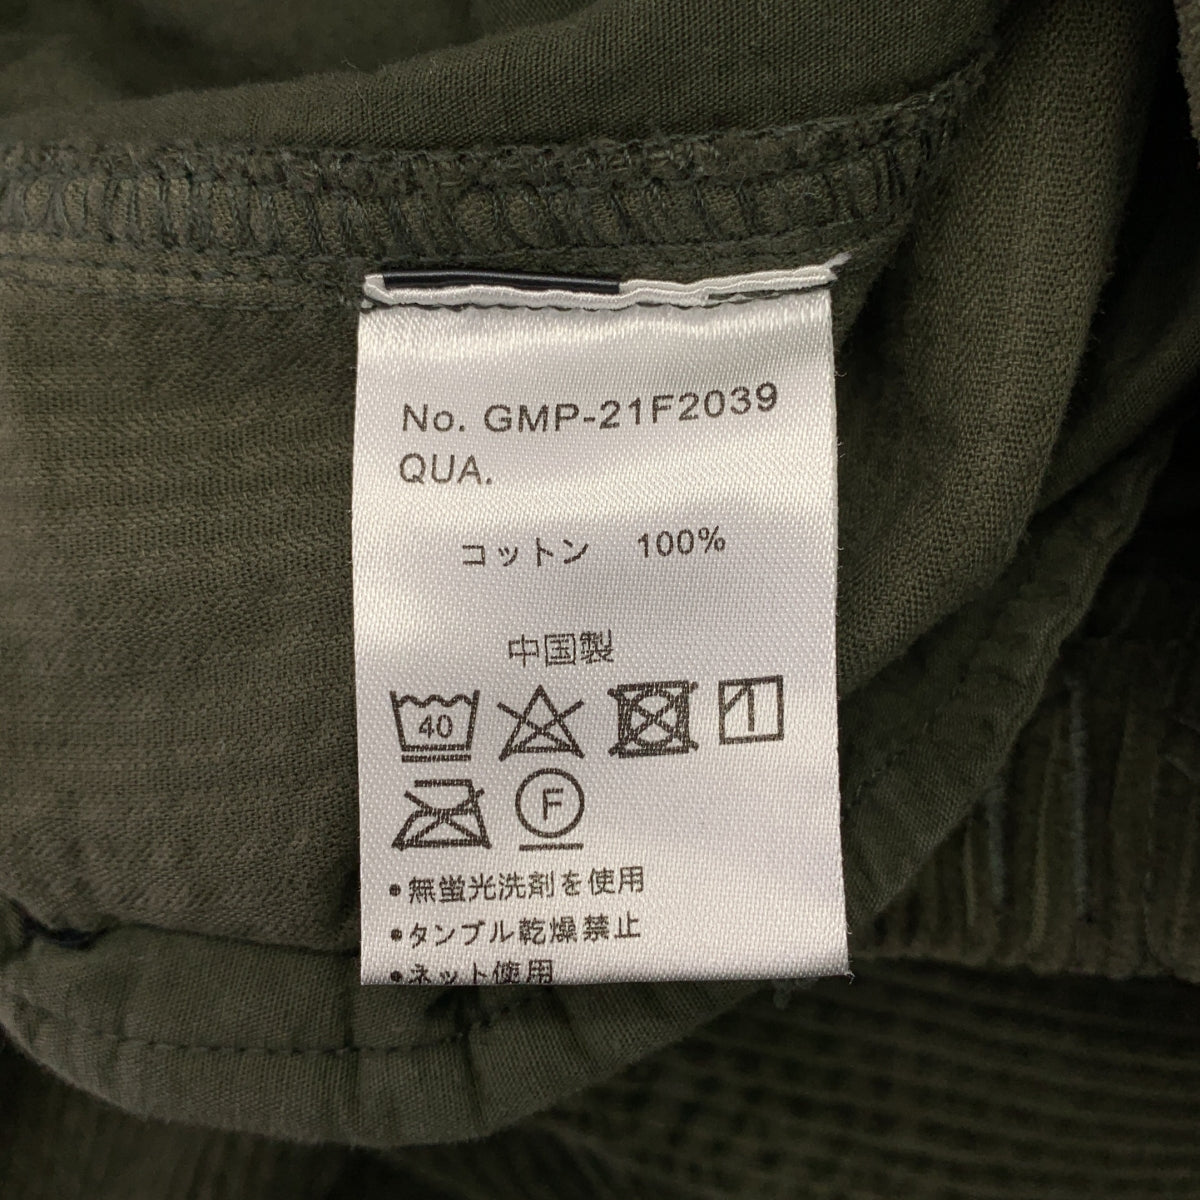 No. GMP-21F2039
QUA.
コットン 100%
中国製
40
F
•無蛍光洗剤を使用
•タンブル乾燥禁止
•ネット使用